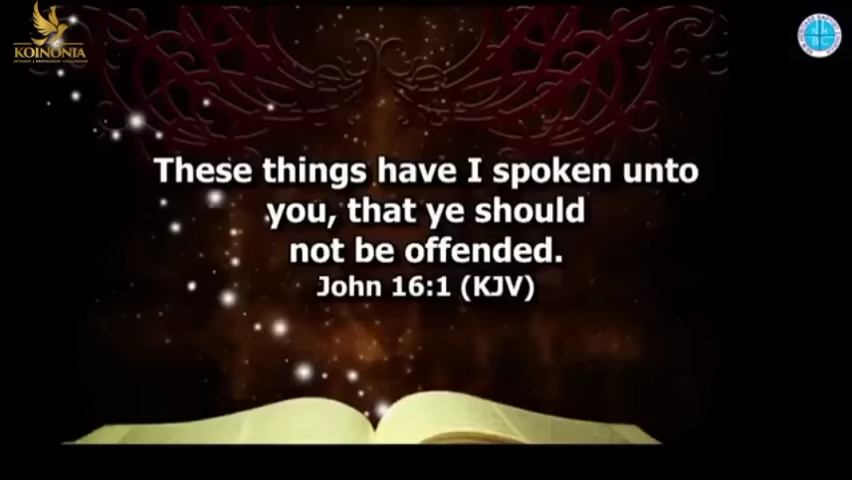 KOINONIA
These things have I spoken unto
you, that ye should
not be offended.
John 16:1 (KJV)